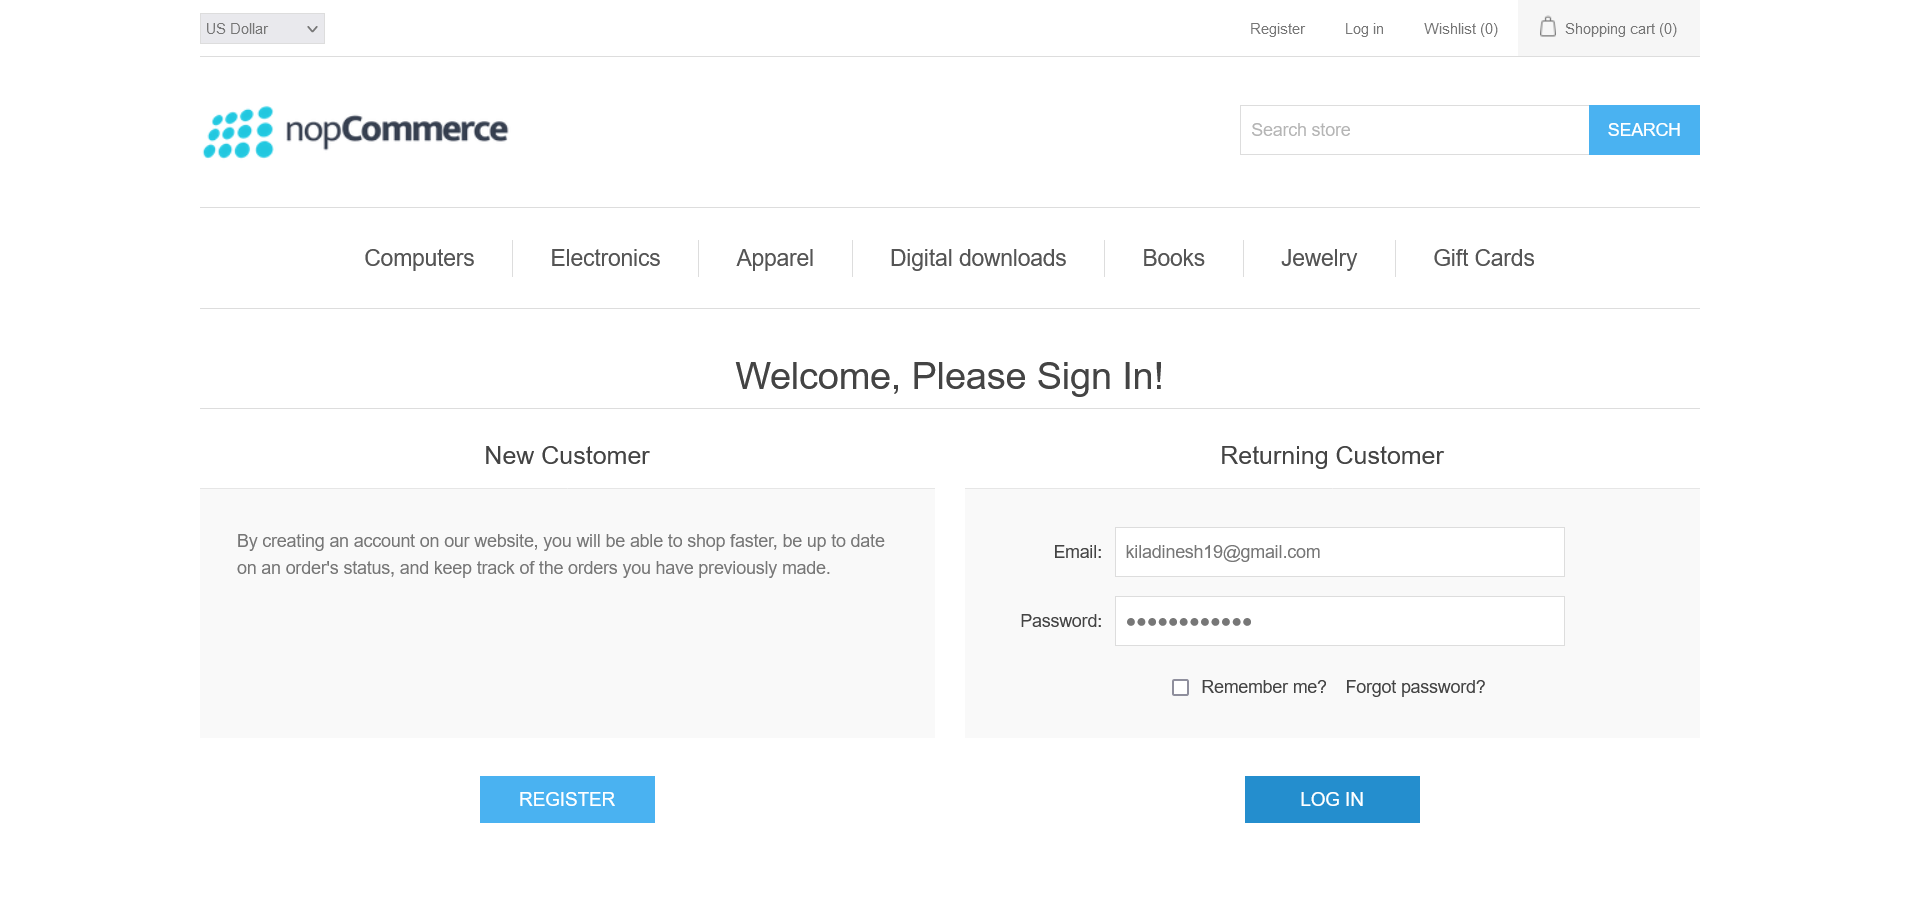 US Dollar
Register
Log in
Wishlist (0)
Shopping cart (0)
nopCommerce
Search store
SEARCH
Computers
Electronics
Apparel
Digital downloads
Books
Jewelry
Gift Cards
Welcome, Please Sign In!
New Customer
By creating an account on our website, you will be able to shop faster, be up to date
on an order's status, and keep track of the orders you have previously made.
REGISTER
Returning Customer
Email: kiladinesh19@gmail.com
Password: ●●●●●●●●●●●●
Remember me? Forgot password?
LOG IN